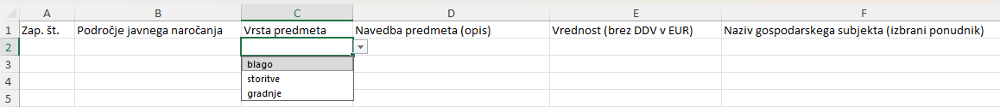 A B C D E F
1 Zap. št. Področje javnega naročanja Vrsta predmeta Navedba predmeta (opis) Vrednost (brez DDV v EUR) Naziv gospodarskega subjekta (izbrani ponudnik)
2
3 blago
4 storitve
gradnje
5